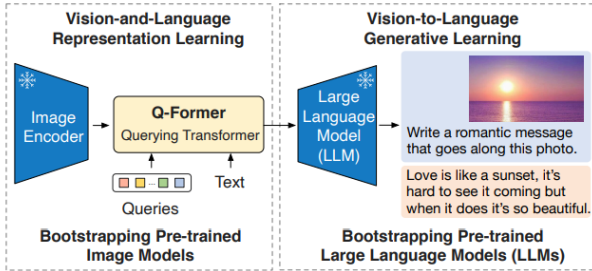 Vision-and-Language
Representation Learning
Image
Encoder
Q-Former
Querying Transformer
...
Queries
Text
Bootstrapping Pre-trained
Image Models
Vision-to-Language
Generative Learning
Large
Language
Model
(LLM)
Write a romantic message
that goes along this photo.
Love is like a sunset, it's
hard to see it coming but
when it does it's so beautiful.
Bootstrapping Pre-trained
Large Language Models (LLMs)